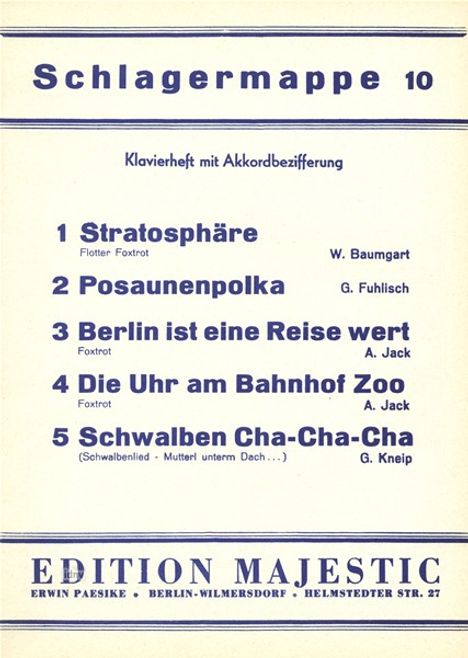 Schlagermappe 10
Klavierheft mit Akkordbezifferung
1 Stratosphäre
Flotter Foxtrot W. Baumgart
2 Posaunenpolka G. Fuhlisch
3 Berlin ist eine Reise wert
Foxtrot A. Jack
4 Die Uhr am Bahnhof Zoo
Foxtrot A. Jack
5 Schwalben Cha-Cha-Cha
(Schwalbenlied - Mutterl unterm Dach...) G. Kneip
EDITION MAJESTIC
idnv
ERWIN PAESIKE • BERLIN-WILMERSDORF • HELMSTEDTER STR. 27